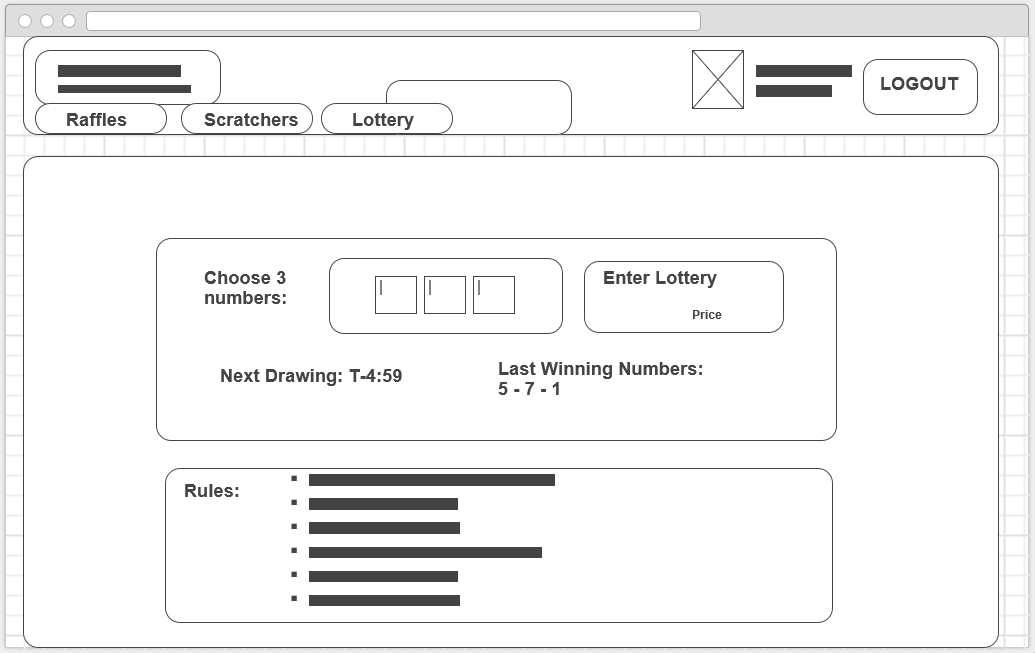 LOGOUT
Raffles
Scratchers
Lottery
Choose 3
numbers:
Enter Lottery
Price
Next Drawing: T-4:59
Last Winning Numbers:
5 - 7 - 1
Rules: